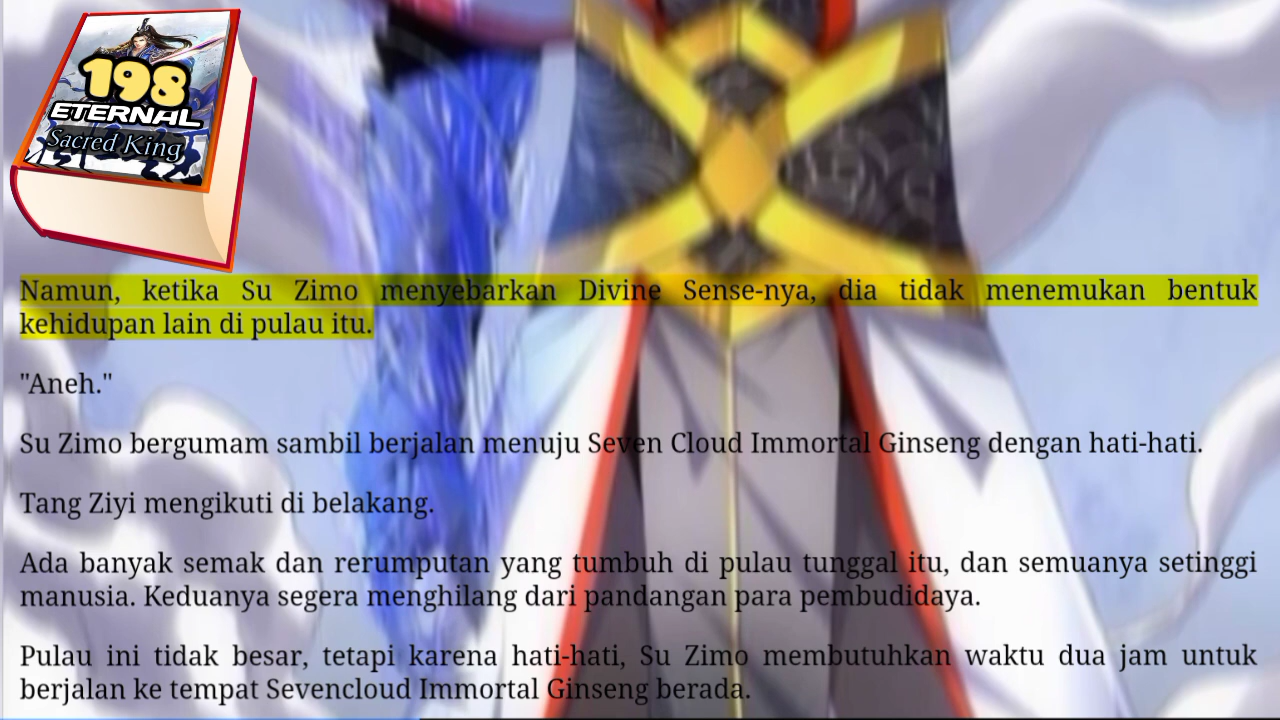 198
ETERNAL
Sacred King
Namun, ketika Su Zimo menyebarkan Divine Sense-nya, dia tidak menemukan bentuk
kehidupan lain di pulau itu.
"Aneh."
Su Zimo bergumam sambil berjalan menuju Seven Cloud Immortal Ginseng dengan hati-hati.
Tang Ziyi mengikuti di belakang.
Ada banyak semak dan rerumputan yang tumbuh di pulau tunggal itu, dan semuanya setinggi
manusia. Keduanya segera menghilang dari pandangan para pembudidaya.
Pulau ini tidak besar, tetapi karena hati-hati, Su Zimo membutuhkan waktu dua jam untuk
berjalan ke tempat Sevencloud Immortal Ginseng berada.